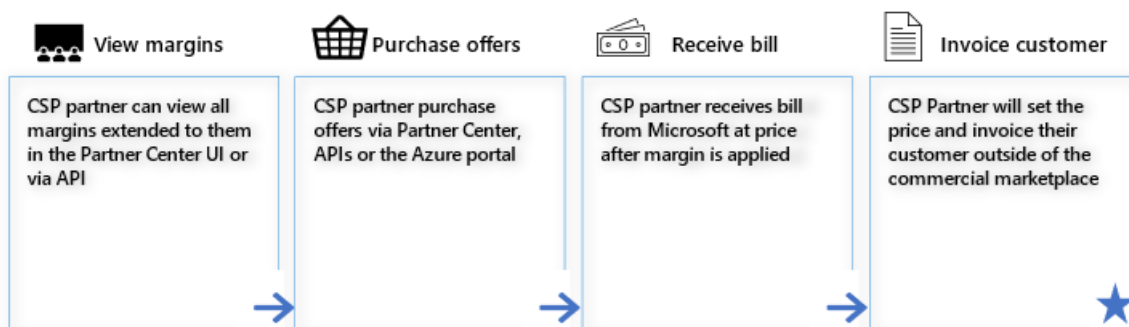 View margins
Purchase offers
Receive bill
Invoice customer
CSP partner can view all
margins extended to them
in the Partner Center UI or
via API
CSP partner purchase
offers via Partner Center,
APIs or the Azure portal
CSP partner receives bill
from Microsoft at price
after margin is applied
CSP Partner will set the
price and invoice their
customer outside of the
commercial marketplace